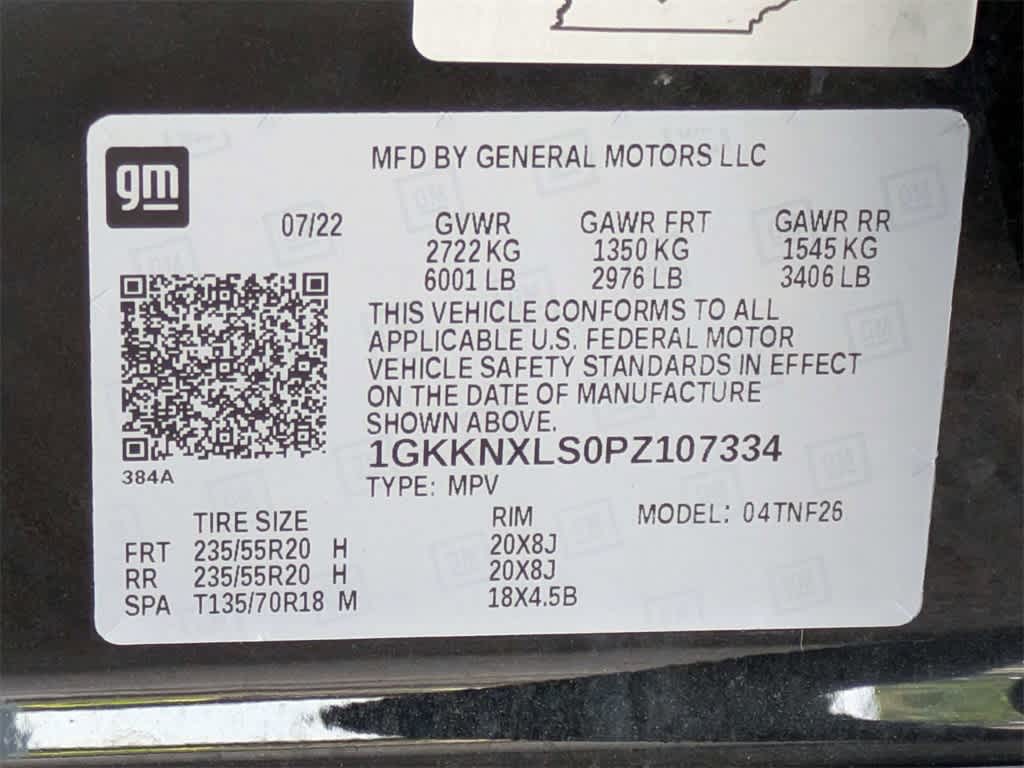 gm
MFD BY GENERAL MOTORS LLC
07/22 GVWR GAWR FRT GAWR RR
2722 KG 1350 KG 1545 KG
6001 LB 2976 LB 3406 LB
THIS VEHICLE CONFORMS TO ALL
APPLICABLE U.S. FEDERAL MOTOR
VEHICLE SAFETY STANDARDS IN EFFECT
ON THE DATE OF MANUFACTURE
SHOWN ABOVE.
1GKKNXLS0PZ107334
384A
TYPE: MPV
TIRE SIZE RIM MODEL: 04TNF26
FRT 235/55R20 H 20X8J
RR 235/55R20 H 20X8J
SPA T135/70R18 M 18X4.5B